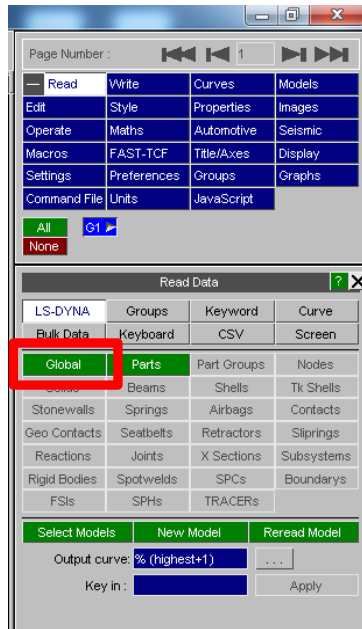 Page Number : 1
Read Write Curves Models
Edit Style Properties Images
Operate Maths Automotive Seismic
Macros FAST-TCF Title/Axes Display
Settings Preferences Groups Graphs
Command File Units JavaScript
All G1
None
Read Data ? X
LS-DYNA Groups Keyword Curve
Bulk Data Keyboard CSV Screen
Global Parts Part Groups Nodes
Beams Shells Tk Shells
Stonewalls Springs Airbags Contacts
Geo Contacts Seatbelts Retractors Sliprings
Reactions Joints X Sections Subsystems
Rigid Bodies Spotwelds SPCs Boundarys
FSIs SPHs TRACERs
Select Models New Model Reread Model
Output curve: % (highest+1) ...
Key in : Apply